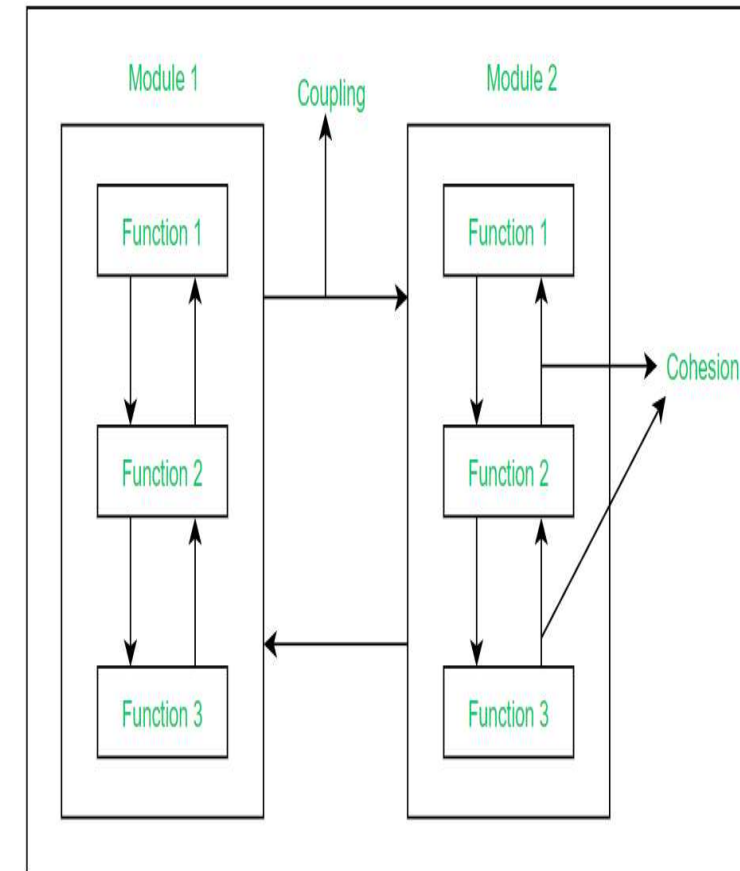 Module 1
Coupling
Module 2
Function 1
Function 1
Cohesion
Function 2
Function 2
Function 3
Function 3